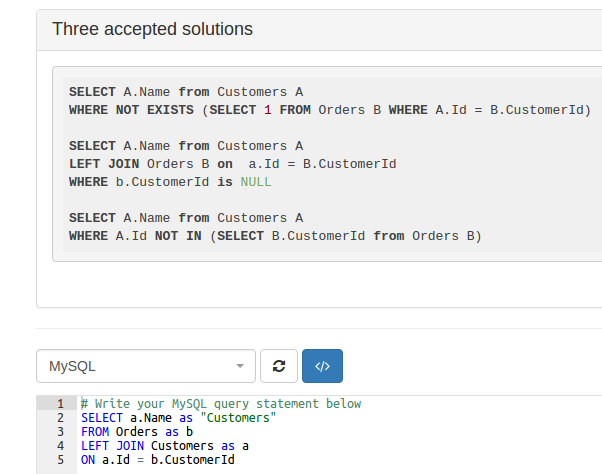 Three accepted solutions
SELECT A.Name from Customers A
WHERE NOT EXISTS (SELECT 1 FROM Orders B WHERE A.Id = B.CustomerId)
SELECT A.Name from Customers A
LEFT JOIN Orders B on  a.Id = B.CustomerId
WHERE b.CustomerId is NULL
SELECT A.Name from Customers A
WHERE A.Id NOT IN (SELECT B.CustomerId from Orders B)
MySQL
</>
1 # Write your MySQL query statement below
2 SELECT a.Name as "Customers"
3 FROM Orders as b
4 LEFT JOIN Customers as a
5 ON a.Id = b.CustomerId